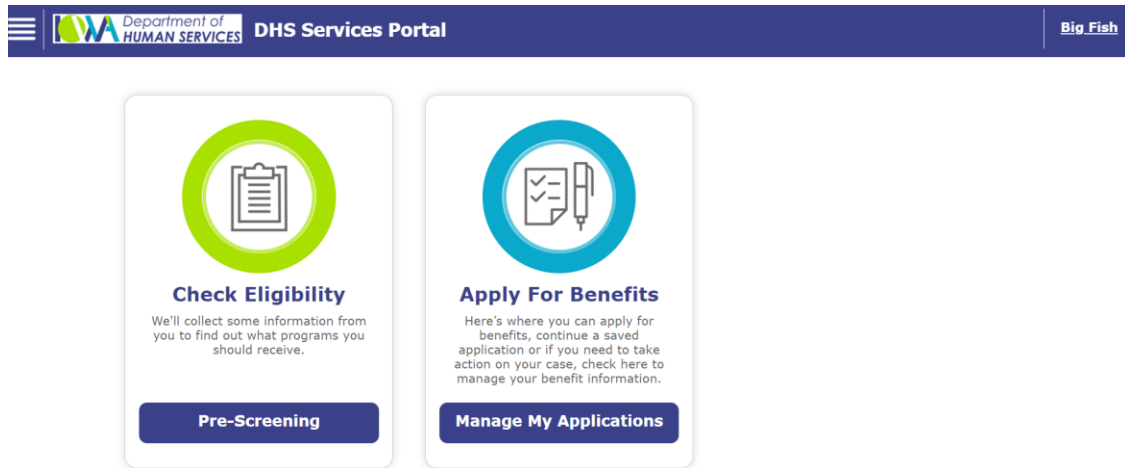 IOWA Department of
HUMAN SERVICES
DHS Services Portal
Big Fish
Check Eligibility
We'll collect some information from
you to find out what programs you
should receive.
Pre-Screening
Apply For Benefits
Here's where you can apply for
benefits, continue a saved
application or if you need to take
action on your case, check here to
manage your benefit information.
Manage My Applications